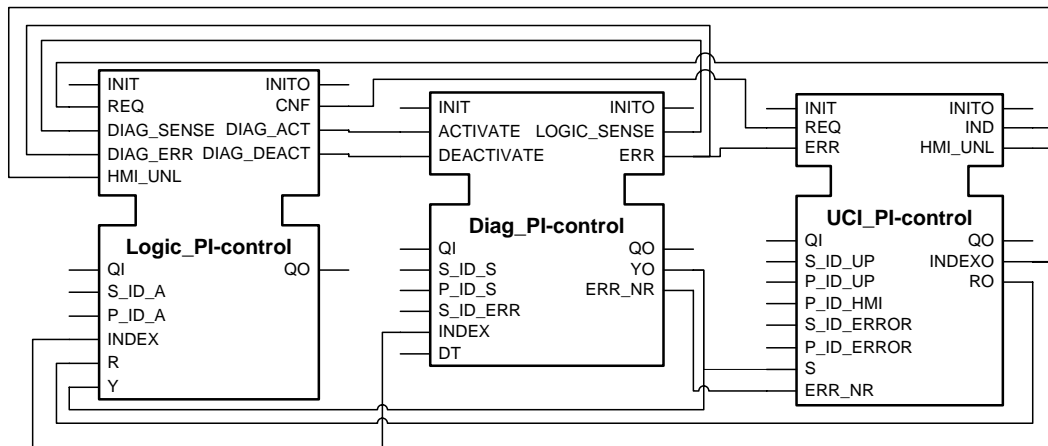 INIT INITO
REQ CNF
DIAG_SENSE DIAG_ACT
DIAG_ERR DIAG_DEACT
HMI_UNL
Logic_PI-control
QI QO
S_ID_A
P_ID_A
INDEX
R
Y
INIT INITO
ACTIVATE LOGIC_SENSE
DEACTIVATE ERR
Diag_PI-control
QI QO
S_ID_S YO
P_ID_S ERR_NR
S_ID_ERR
INDEX
DT
INIT INITO
REQ IND
ERR HMI_UNL
UCI_PI-control
QI QO
S_ID_UP INDEXO
P_ID_UP RO
P_ID_HMI
S_ID_ERROR
P_ID_ERROR
S
ERR_NR